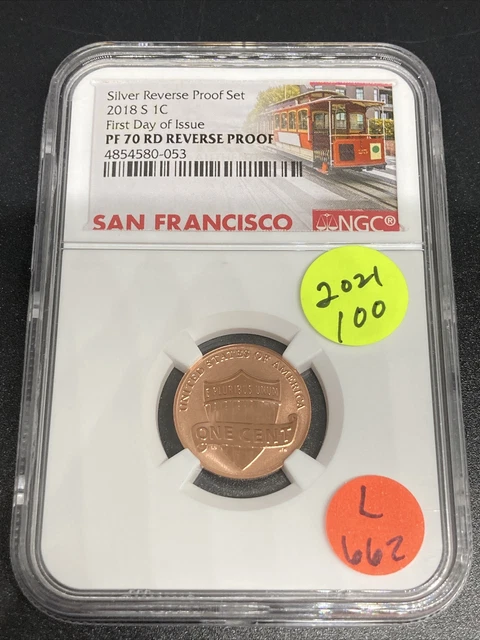 Silver Reverse Proof Set
2018 S 1C
First Day of Issue
PF 70 RD REVERSE PROOF
4854580-053
SAN FRANCISCO
NGC®
2021
100
UNITED STATES OF AMERICA
E PLURIBUS UNUM
ONE CENT
L
662